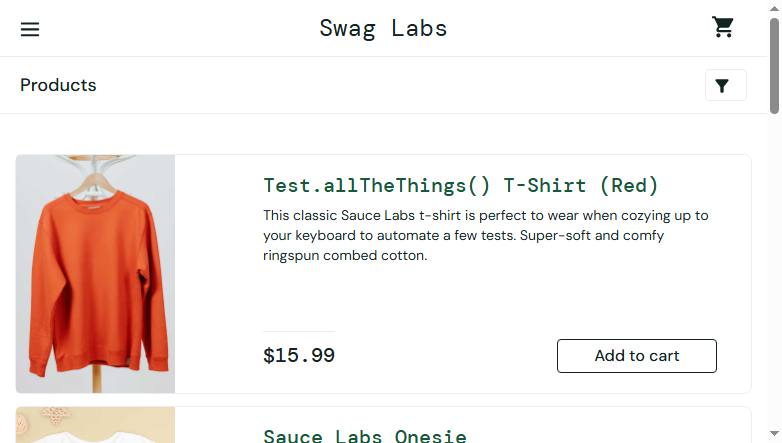 Swag Labs
Products
Test.allTheThings() T-Shirt (Red)
This classic Sauce Labs t-shirt is perfect to wear when cozying up to
your keyboard to automate a few tests. Super-soft and comfy
ringspun combed cotton.
$15.99
Add to cart
Sauce Labs Onesie